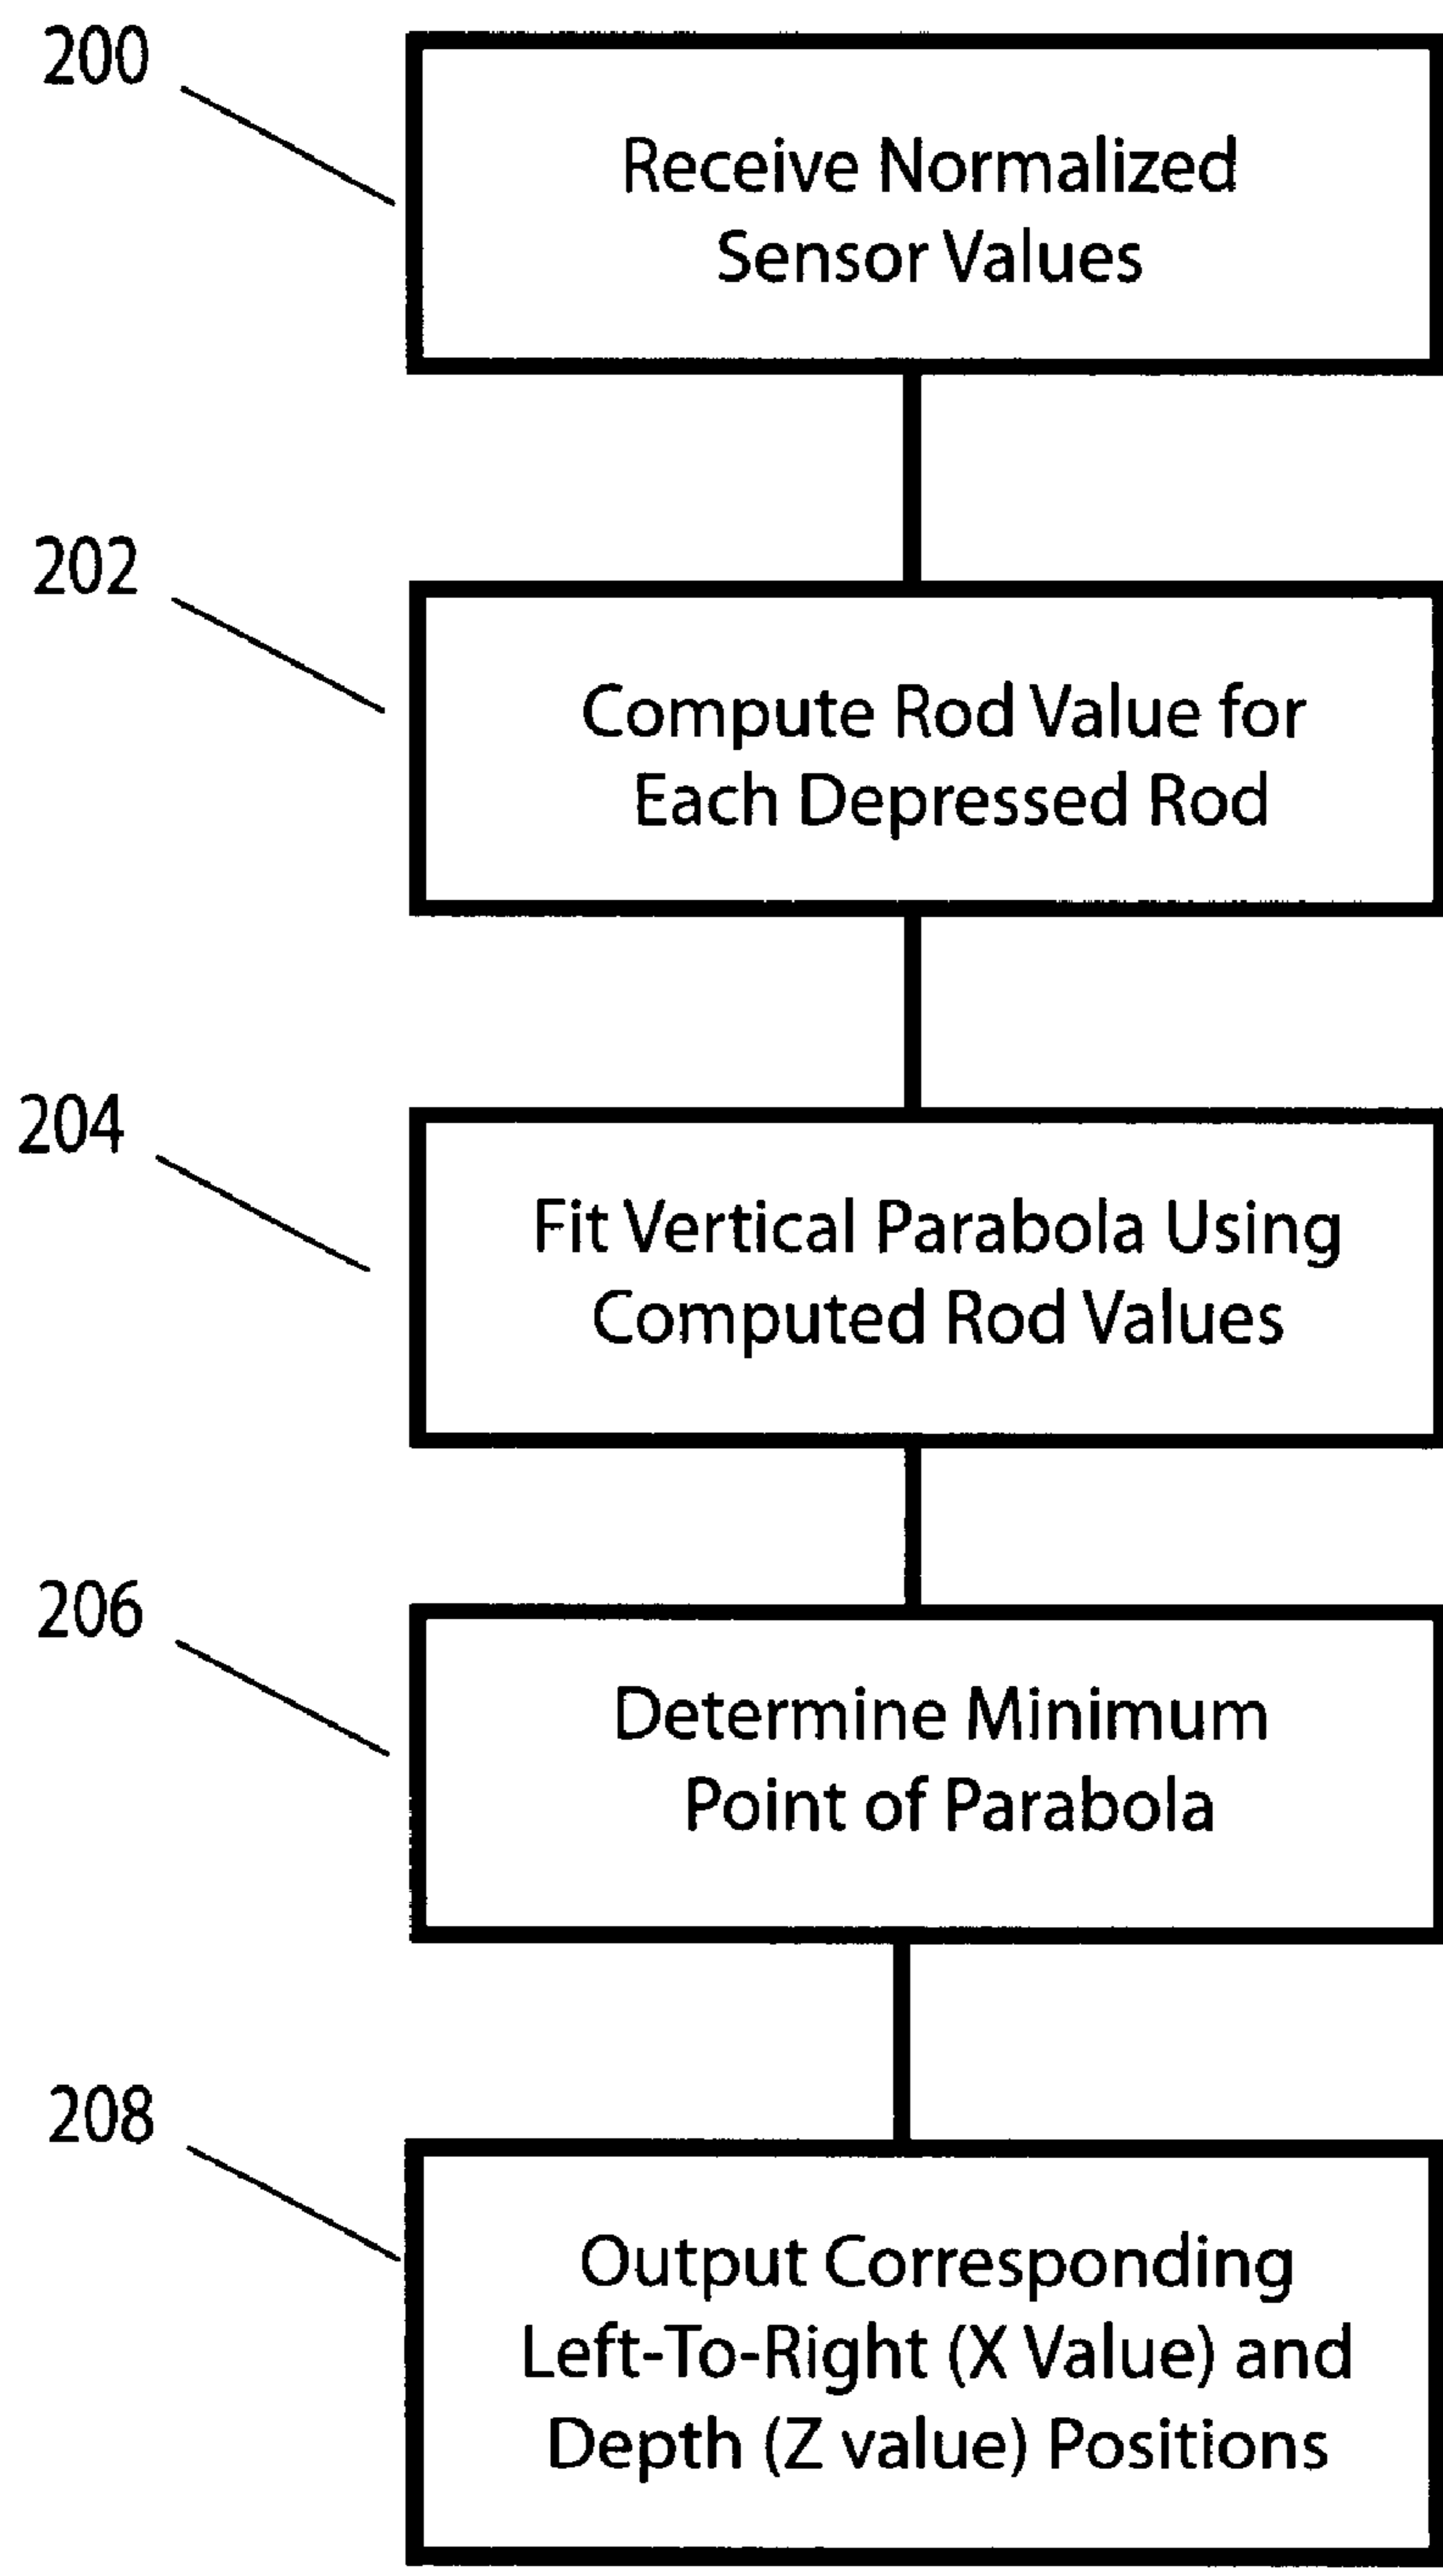 200
Receive Normalized
Sensor Values
202
Compute Rod Value for
Each Depressed Rod
204
Fit Vertical Parabola Using
Computed Rod Values
206
Determine Minimum
Point of Parabola
208
Output Corresponding
Left-To-Right (X Value) and
Depth (Z value) Positions